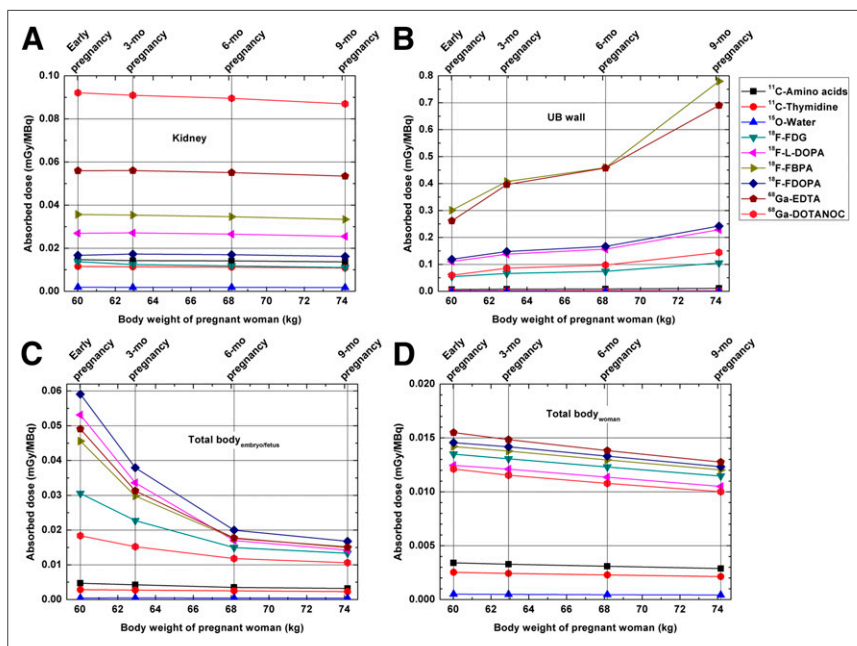 A
Early pregnancy
3-mo pregnancy
6-mo pregnancy
9-mo pregnancy
0.10
0.08
0.06
0.04
0.02
0.00
Absorbed dose (mGy/MBq)
Kidney
60 62 64 66 68 70 72 74
Body weight of pregnant woman (kg)
B
Early pregnancy
3-mo pregnancy
6-mo pregnancy
9-mo pregnancy
0.8
0.7
0.6
0.5
0.4
0.3
0.2
0.1
0.0
Absorbed dose (mGy/MBq)
UB wall
60 62 64 66 68 70 72 74
Body weight of pregnant woman (kg)
¹¹C-Amino acids
¹¹C-Thymidine
¹⁵O-Water
¹⁸F-FDG
¹⁸F-L-DOPA
¹⁸F-FBPA
¹⁸F-FDOPA
⁶⁸Ga-EDTA
⁶⁸Ga-DOTANOC
C
Early pregnancy
3-mo pregnancy
6-mo pregnancy
9-mo pregnancy
0.06
0.05
0.04
0.03
0.02
0.01
0.00
Absorbed dose (mGy/MBq)
Total body embryo/fetus
60 62 64 66 68 70 72 74
Body weight of pregnant woman (kg)
D
Early pregnancy
3-mo pregnancy
6-mo pregnancy
9-mo pregnancy
0.020
0.015
0.010
0.005
0.000
Absorbed dose (mGy/MBq)
Total body woman
60 62 64 66 68 70 72 74
Body weight of pregnant woman (kg)